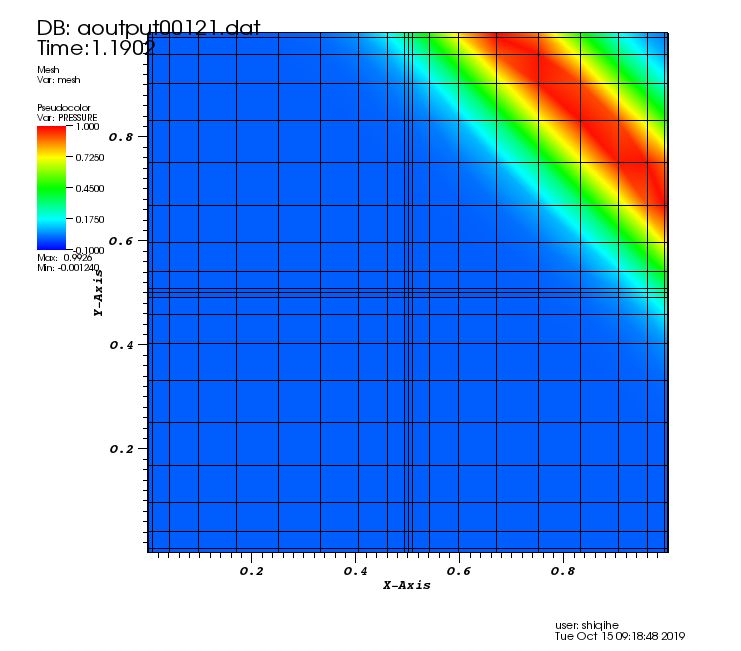 DB: aoutput00121.dat
Time:1.1902
Mesh
Var: mesh
Pseudocolor
Var: PRESSURE
1.000
0.7250
0.4500
0.1750
-0.1000
Max: 0.9926
Min: -0.001240
Y-Axis
0.8
0.6
0.4
0.2
0.2 0.4 0.6 0.8
X-Axis
user: shiqihe
Tue Oct 15 09:18:48 2019